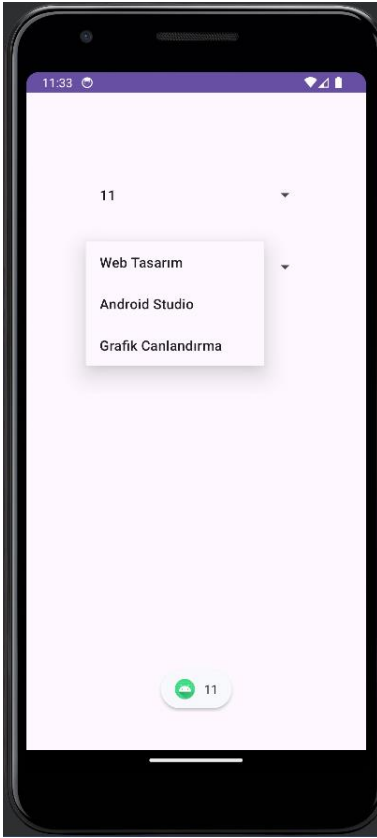 11:33
11
Web Tasarım
Android Studio
Grafik Canlandırma
11